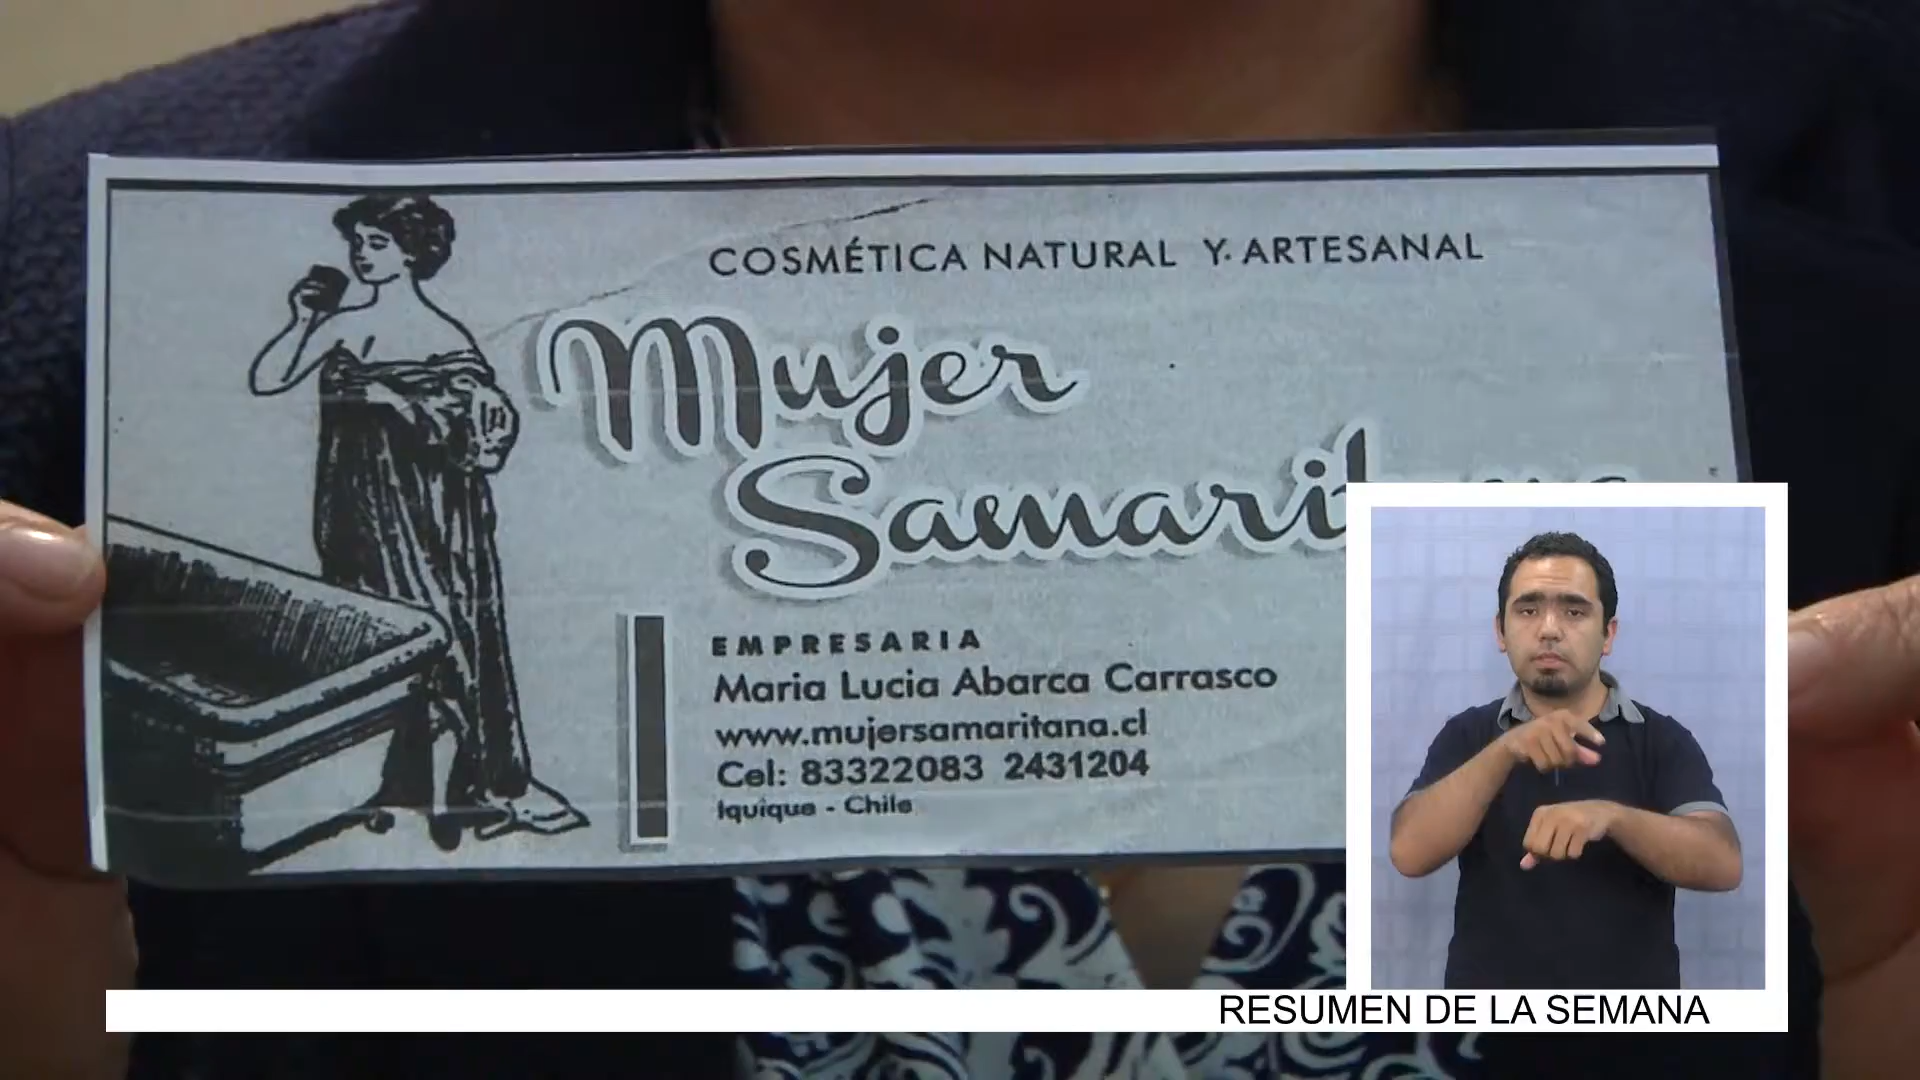 COSMÉTICA NATURAL Y ARTESANAL
Mujer
EMPRESARIA
Maria Lucia Abarca Carrasco
www.mujersamaritana.cl
Cel: 83322083 2431204
Iquique - Chile
RESUMEN DE LA SEMANA